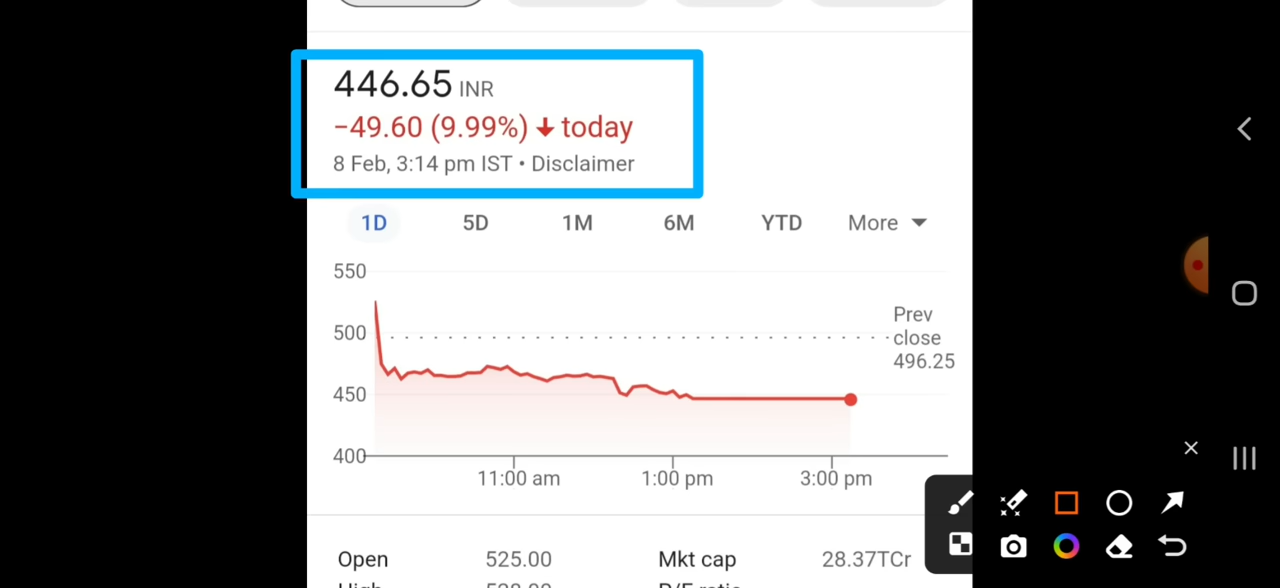 446.65 INR
−49.60 (9.99%) ↓ today
8 Feb, 3:14 pm IST • Disclaimer
1D 5D 1M 6M YTD More
550
500
450
400
Prev
close
496.25
11:00 am 1:00 pm 3:00 pm
Open 525.00 Mkt cap 28.37TCr